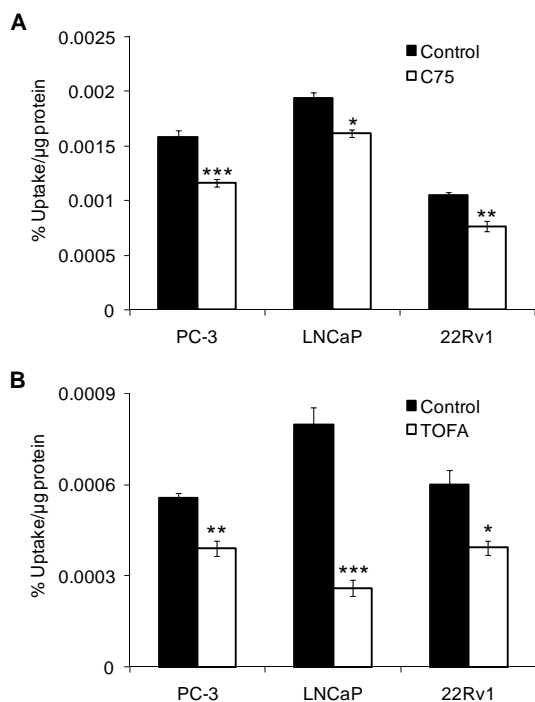 A
0.0025
0.002
0.0015
0.001
0.0005
0
% Uptake/µg protein
Control
C75
***
*
**
PC-3 LNCaP 22Rv1
B
0.0009
0.0006
0.0003
0
% Uptake/µg protein
Control
TOFA
**
***
*
PC-3 LNCaP 22Rv1